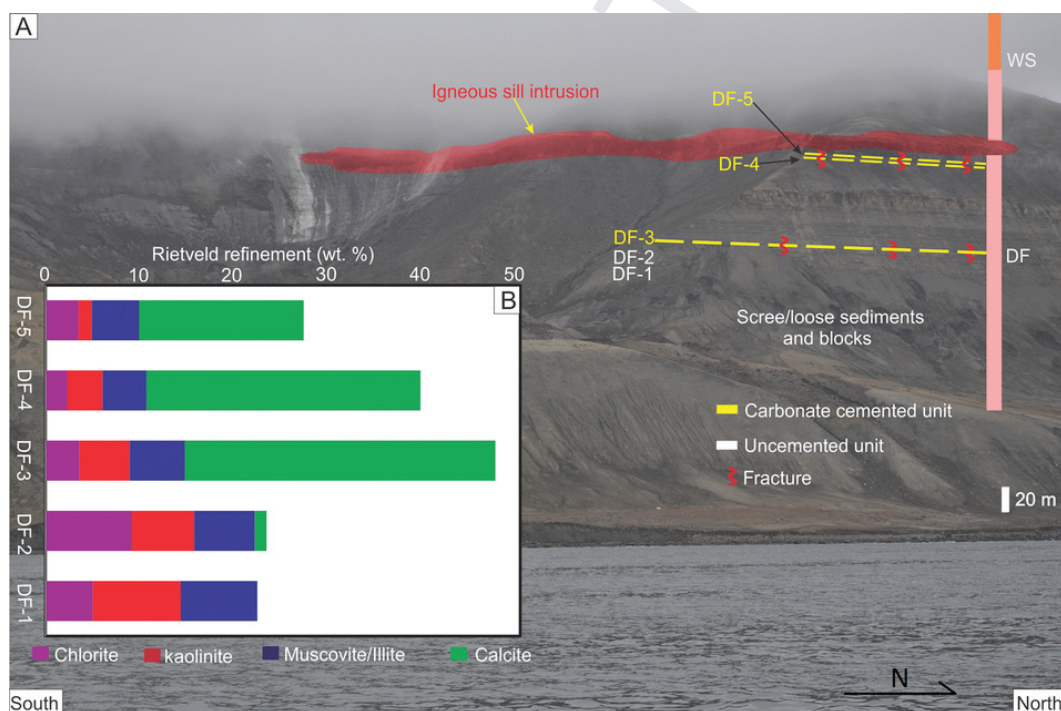 A
WS
Igneous sill intrusion
DF-5
DF-4
DF-3
DF-2
DF-1
DF
Rietveld refinement (wt. %)
0 10 20 30 40 50
B
DF-5
DF-4
DF-3
DF-2
DF-1
Scree/loose sediments
and blocks
Carbonate cemented unit
Uncemented unit
Fracture
20 m
Chlorite kaolinite Muscovite/Illite Calcite
N
South
North